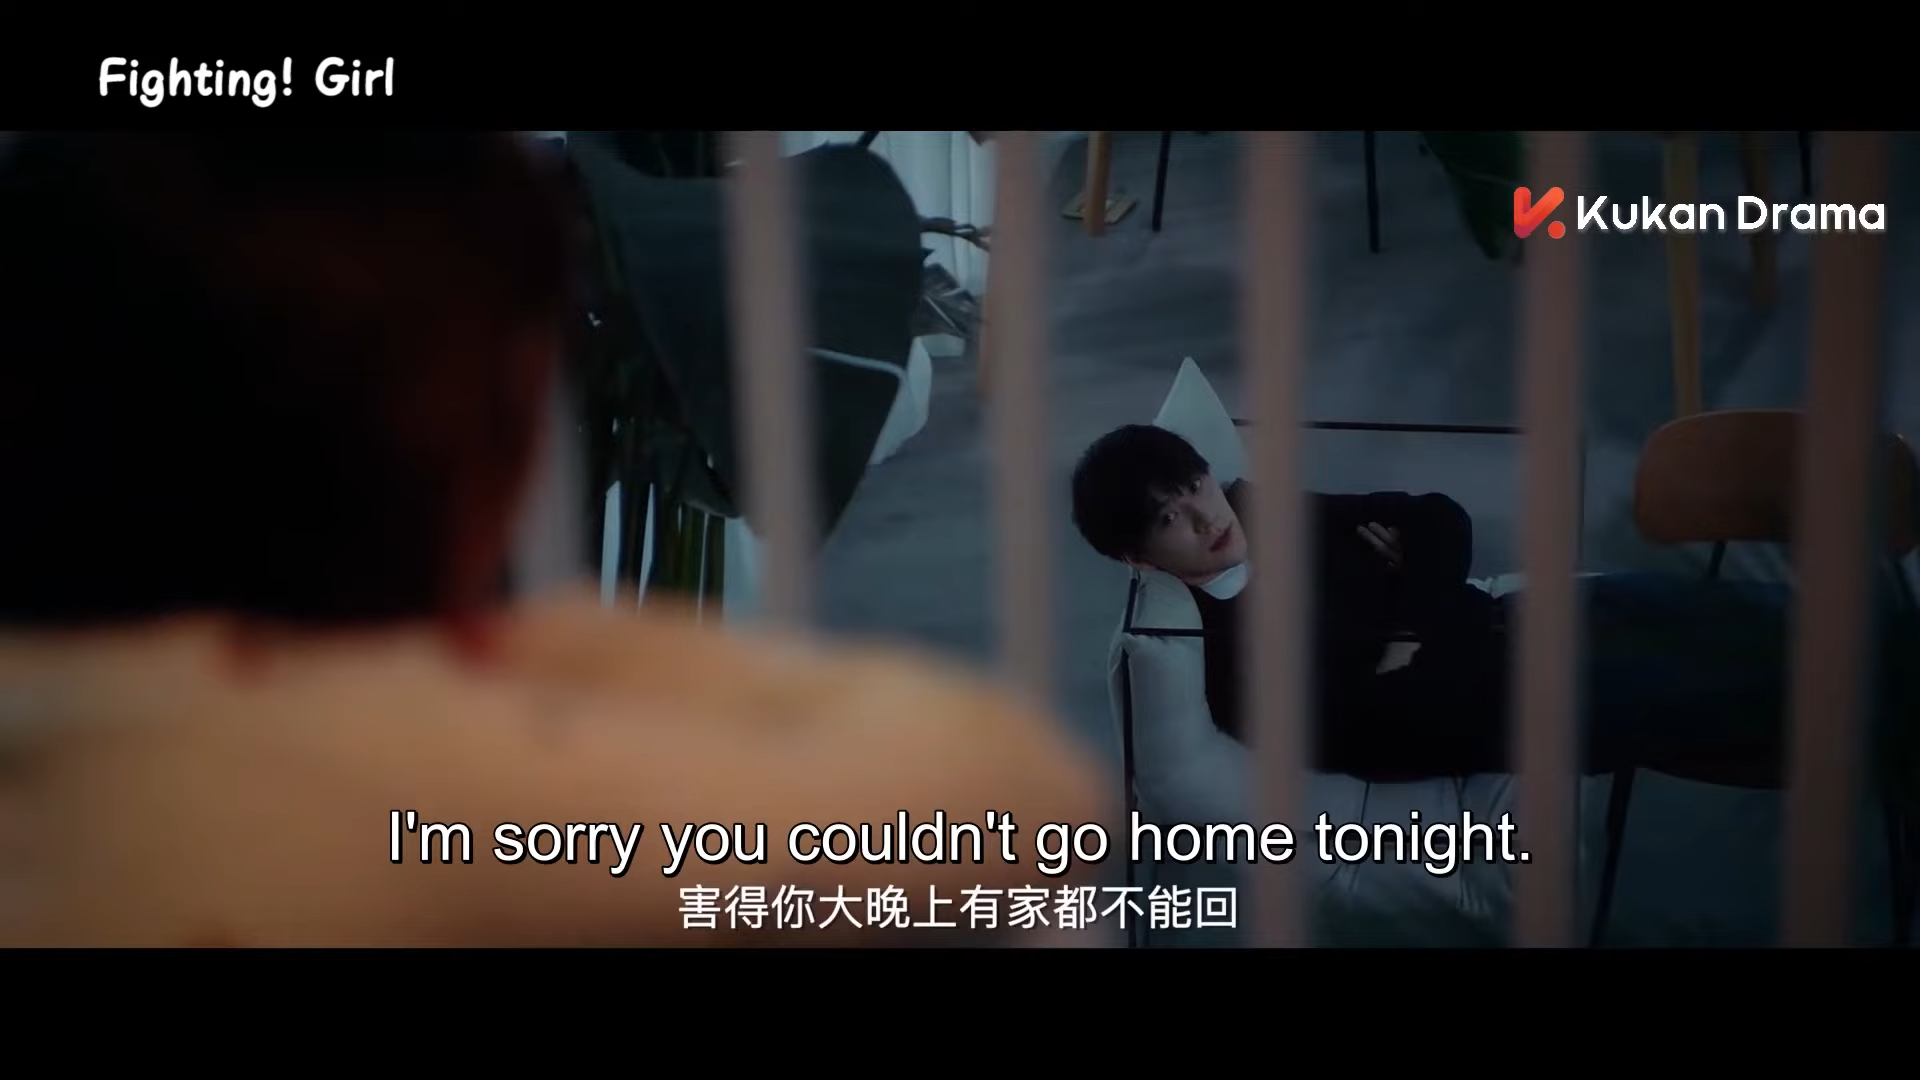 Fighting! Girl
Kukan Drama
I'm sorry you couldn't go home tonight.
害得你大晚上有家都不能回